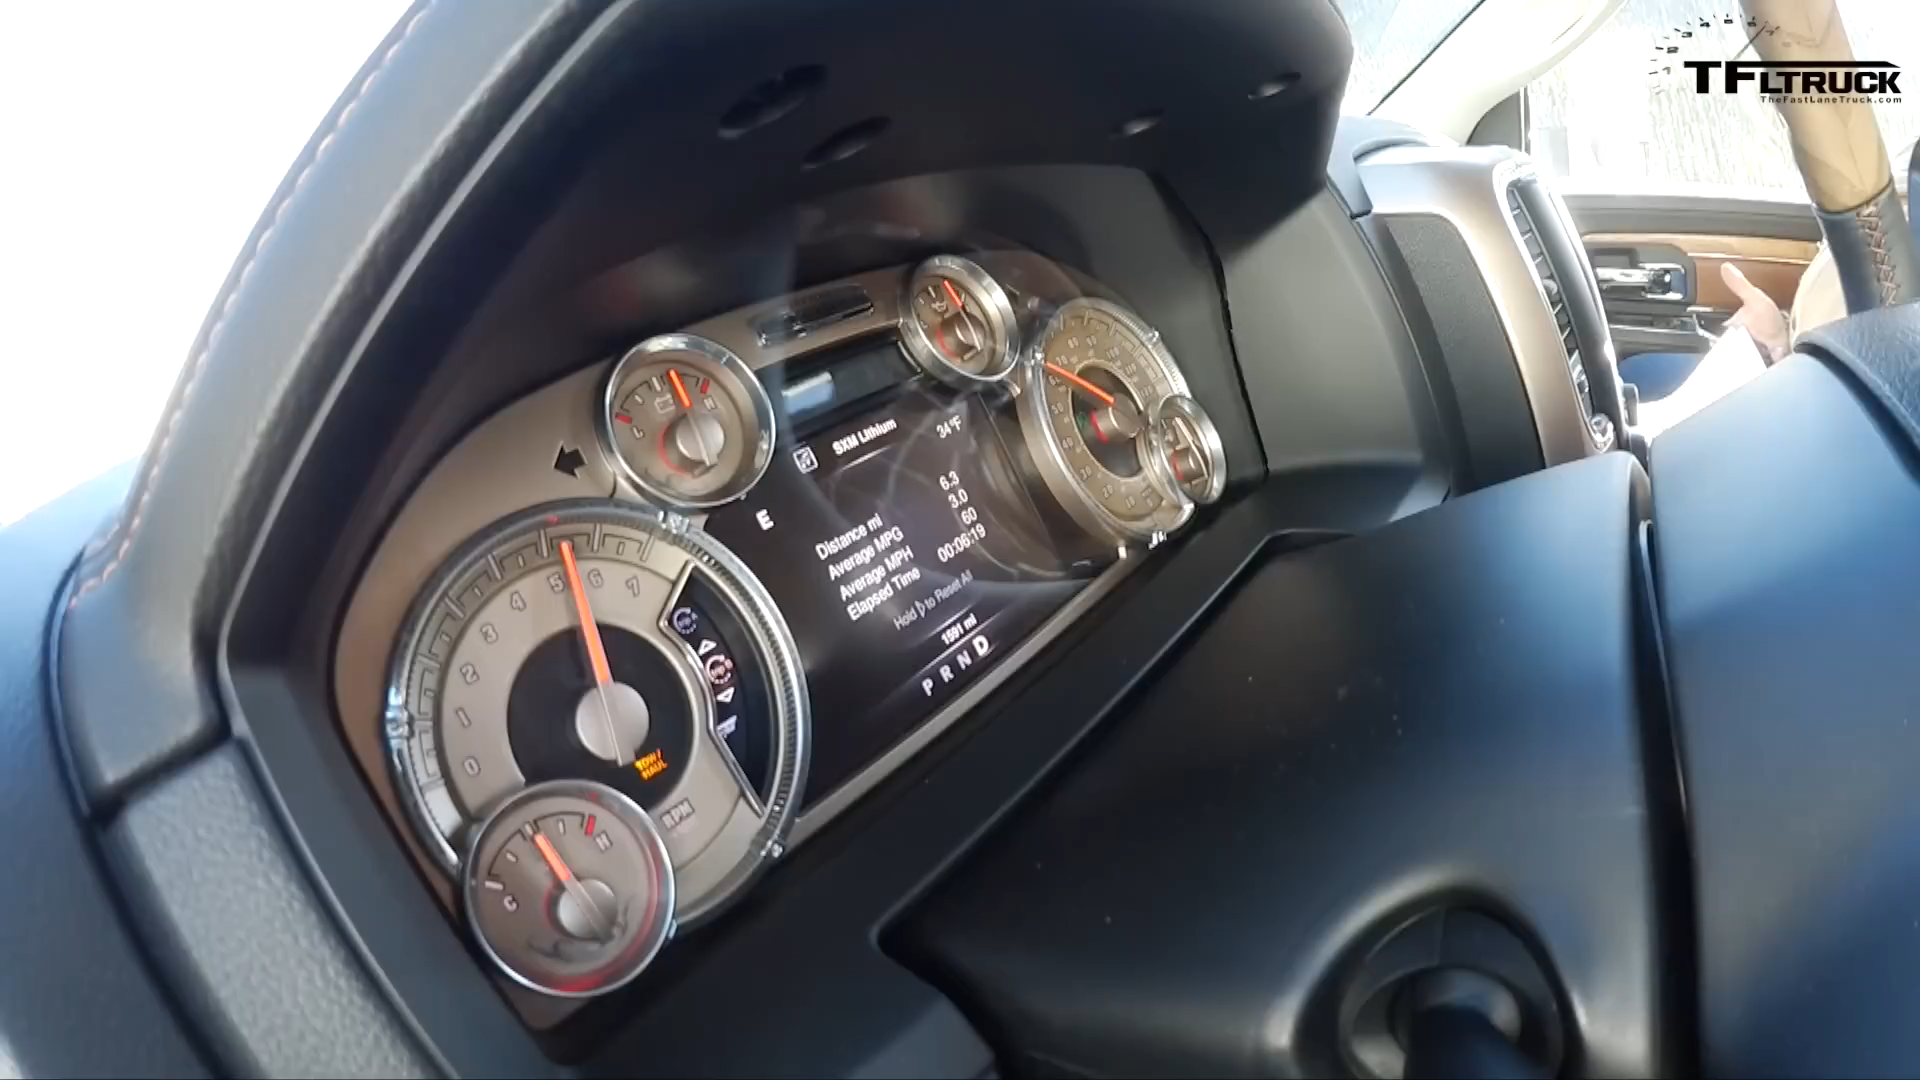 TFLTRUCK
TheFastLaneTruck.com
SXM Lithium 34°F
E
Distance mi 6.3
Average MPG 3.0
Average MPH 60
Elapsed Time 00:06:19
Hold to Reset All
1591 mi
P R N D
C H
0 1 2 3 4 5 6 7
TOW/
HAUL
RPM
C H